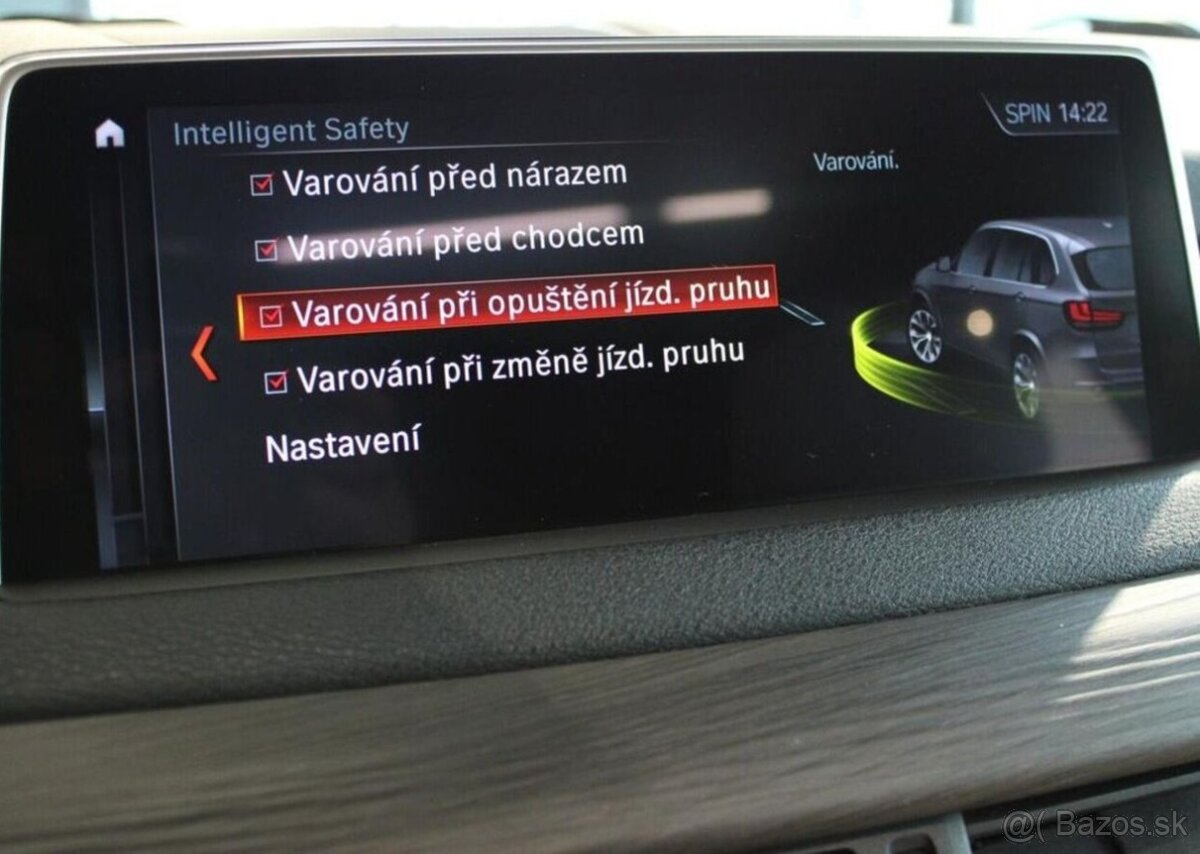 Intelligent Safety
SPIN 14:22
Varování před nárazem
Varování.
Varování před chodcem
Varování při opuštění jízd. pruhu
Varování při změně jízd. pruhu
Nastavení
@( Bazos.sk